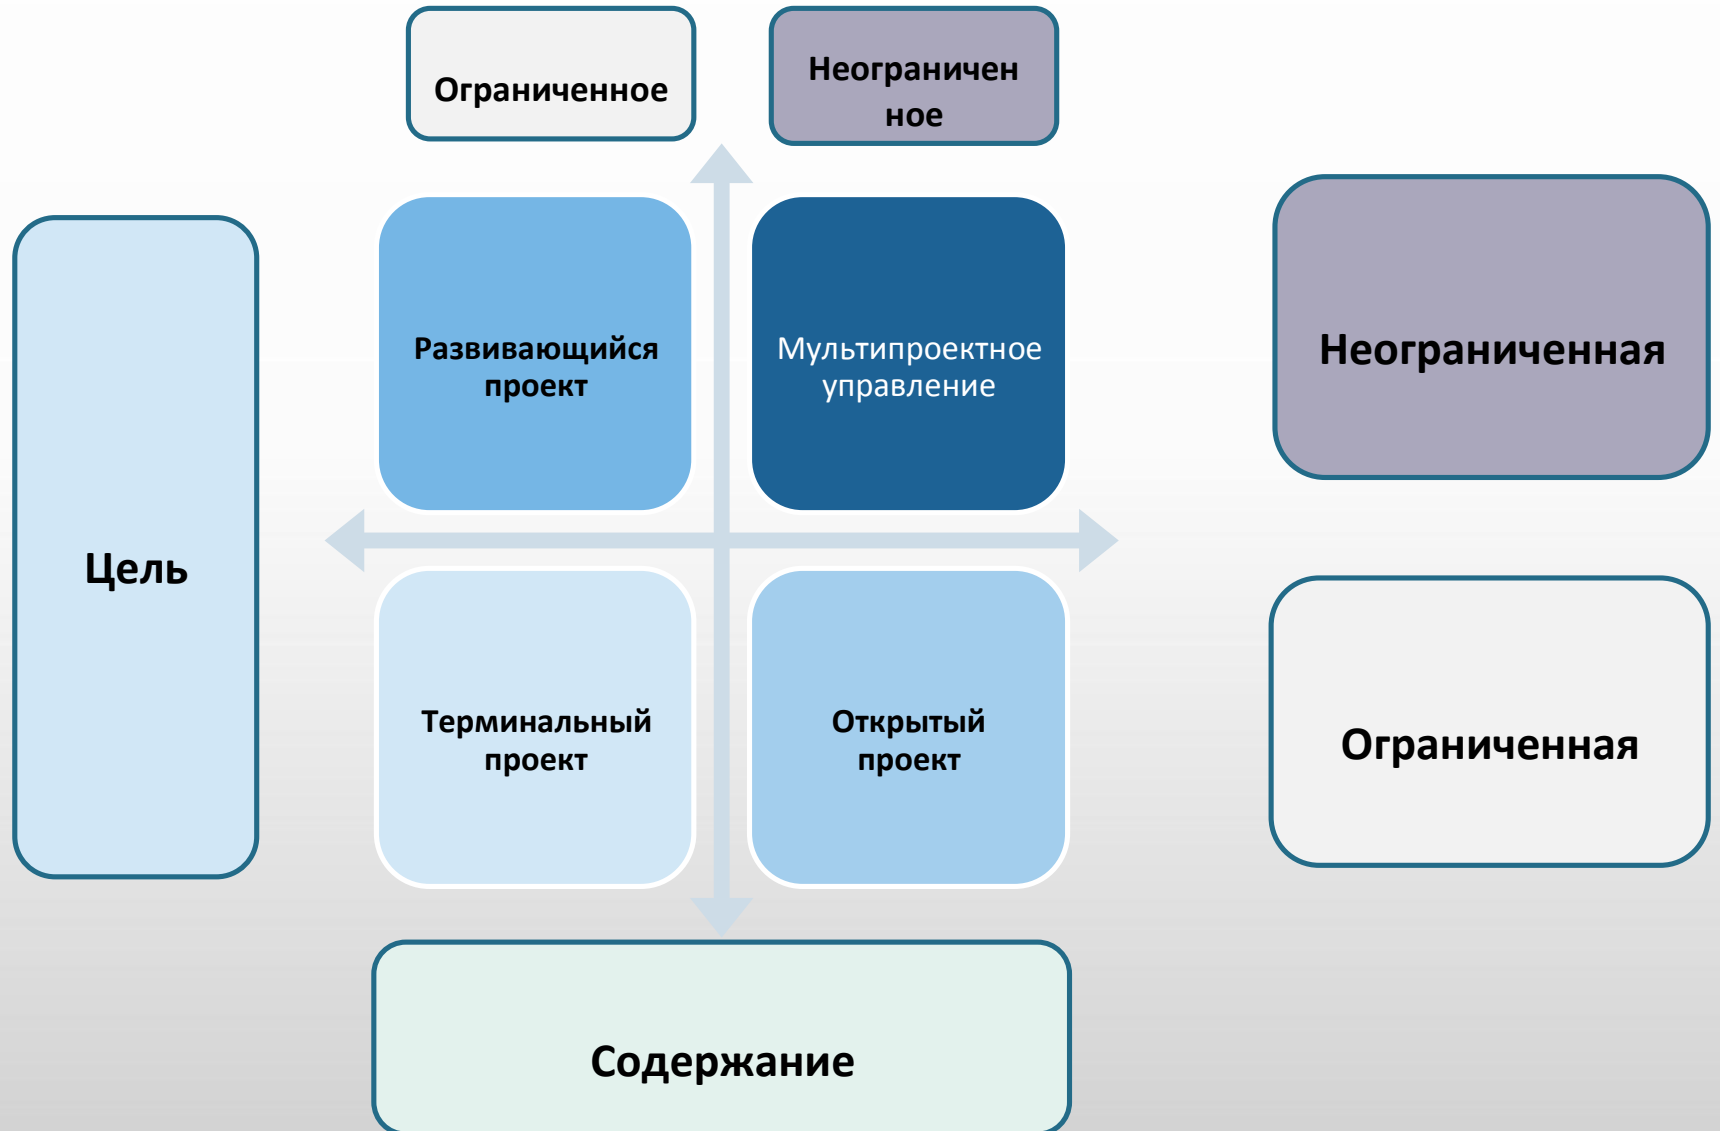 Ограниченное
Неограничен
ное
Развивающийся
проект
Мультипроектное
управление
Неограниченная
Цель
Терминальный
проект
Открытый
проект
Ограниченная
Содержание